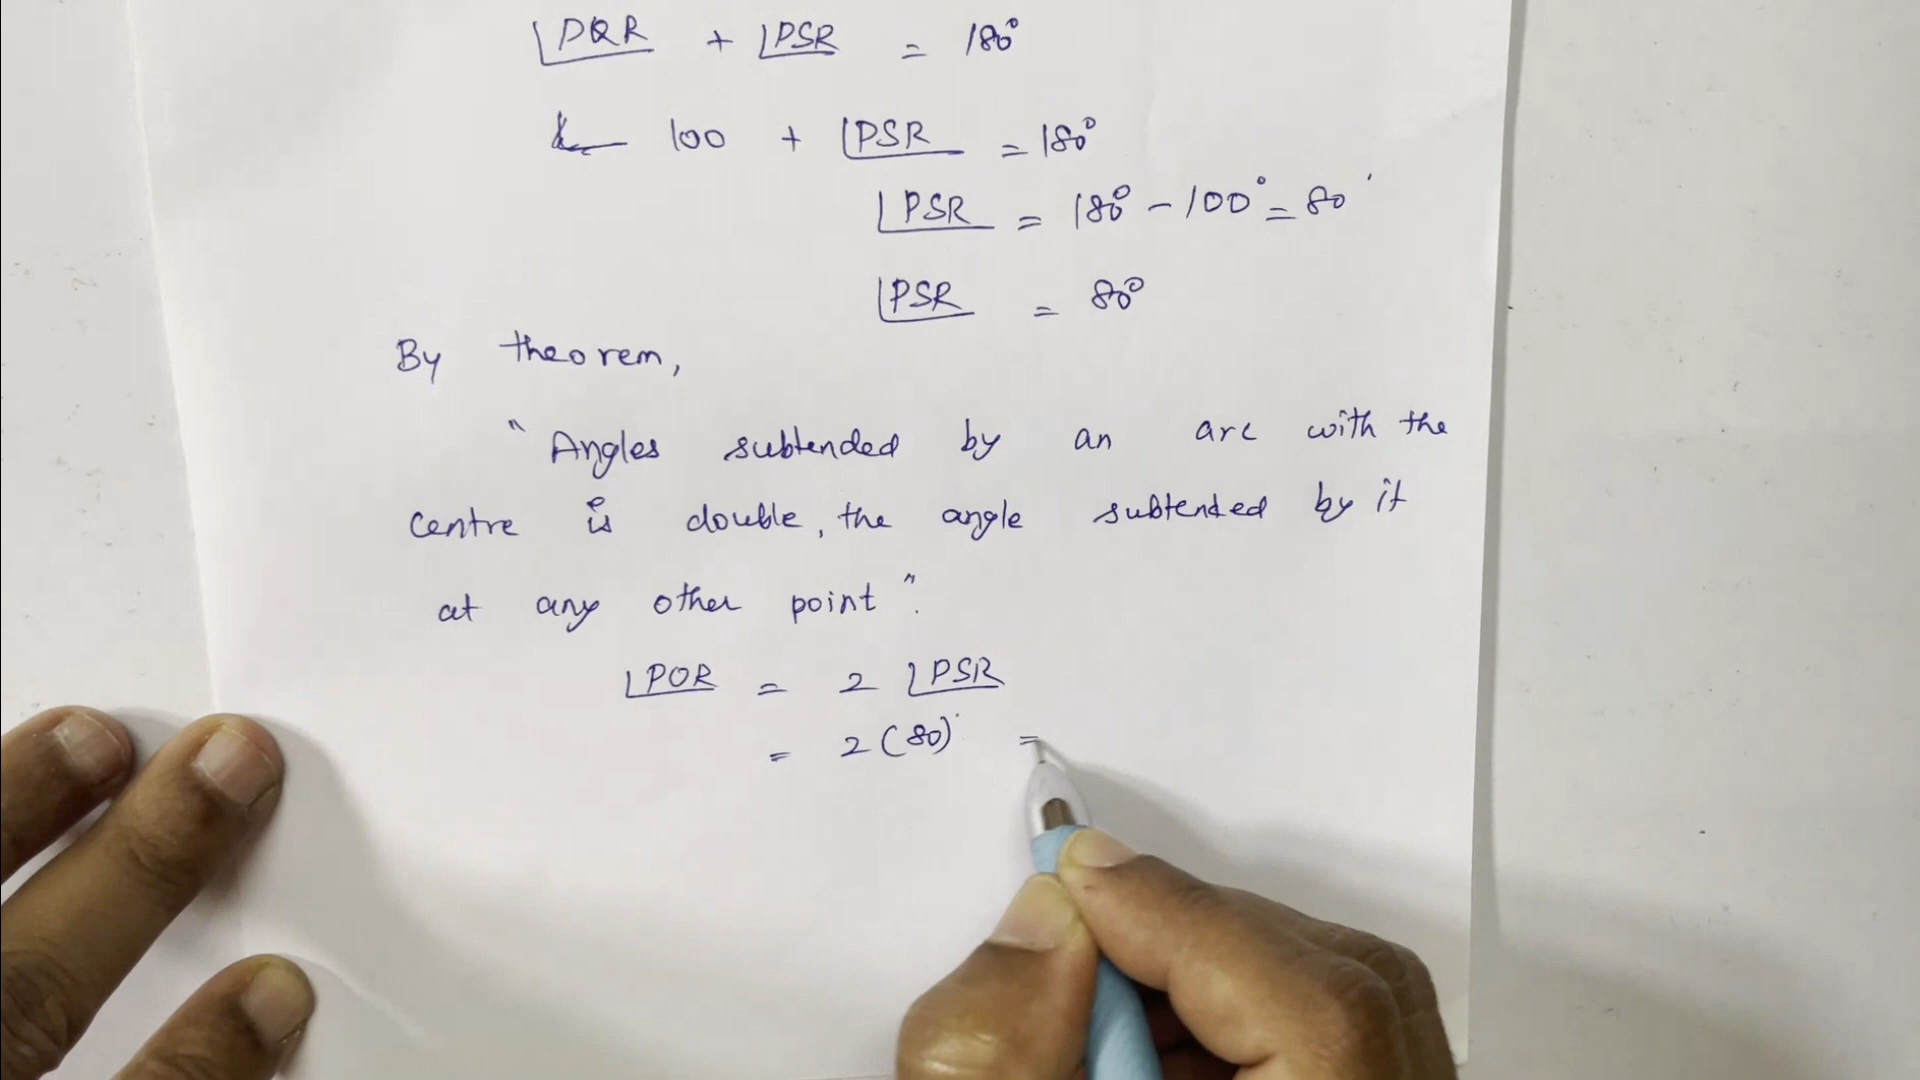 ∠PQR + ∠PSR = 180°
100 + ∠PSR = 180°
∠PSR = 180° - 100° = 80°
∠PSR = 80°
By theorem,
"Angles subtended by an arc with the
centre is double, the angle subtended by it
at any other point".
∠POR = 2 ∠PSR
= 2(80)° =